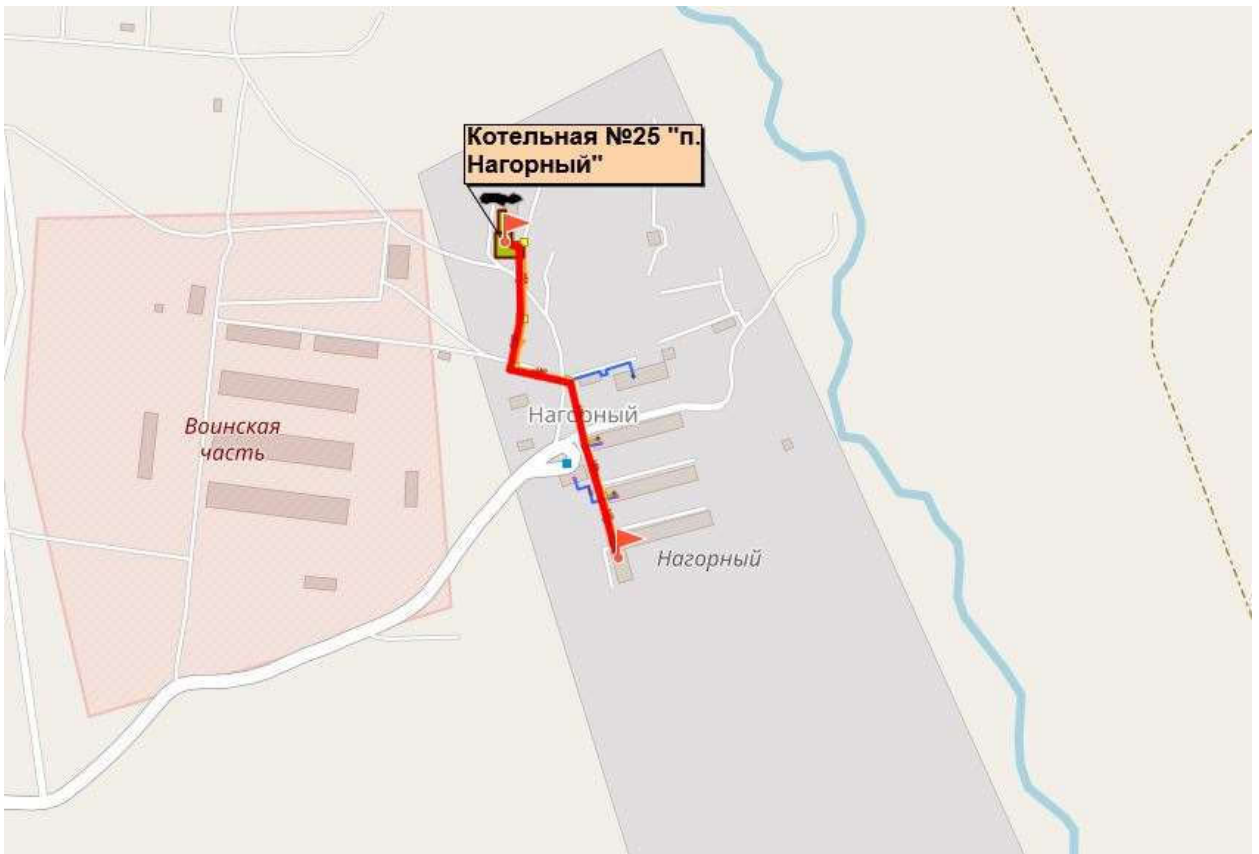 Котельная №25 "п.
Нагорный"
Нагорный
Воинская
часть
Нагорный